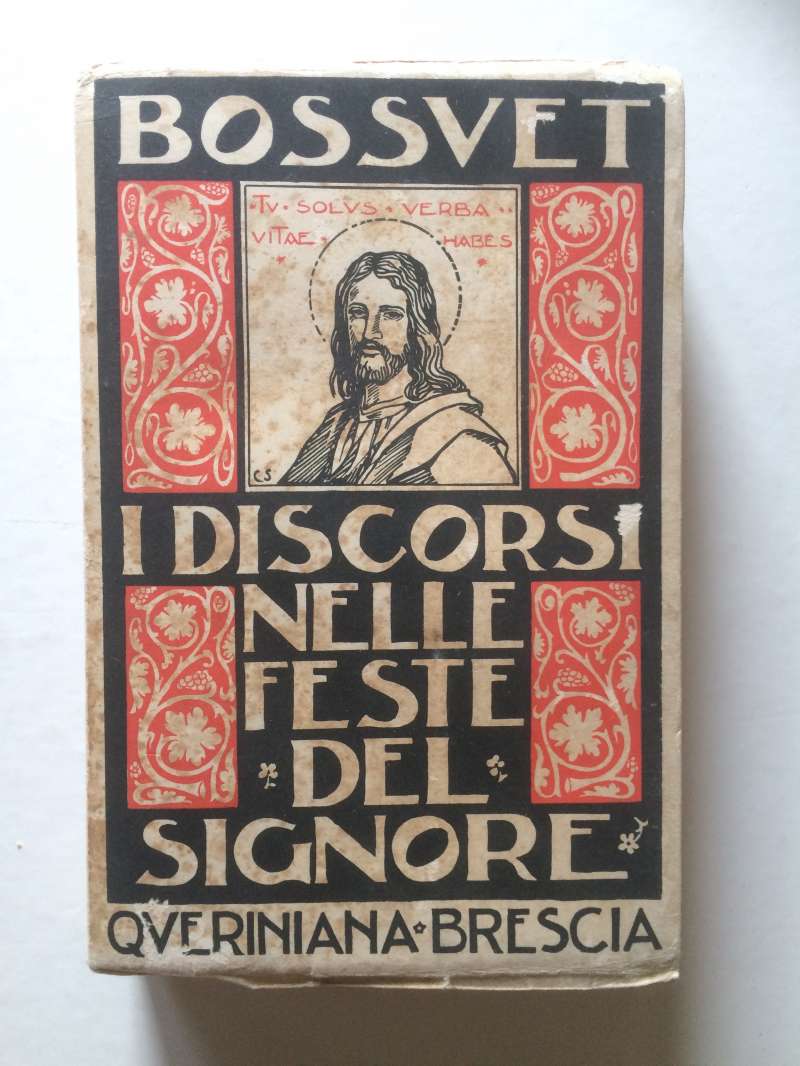 BOSSVET
·TV · SOLVS · VERBA ··
VITAE · HABES
CS
I DISCORSI
NELLE
FESTE
· DEL ·
SIGNORE
QVERINIANA BRESCIA